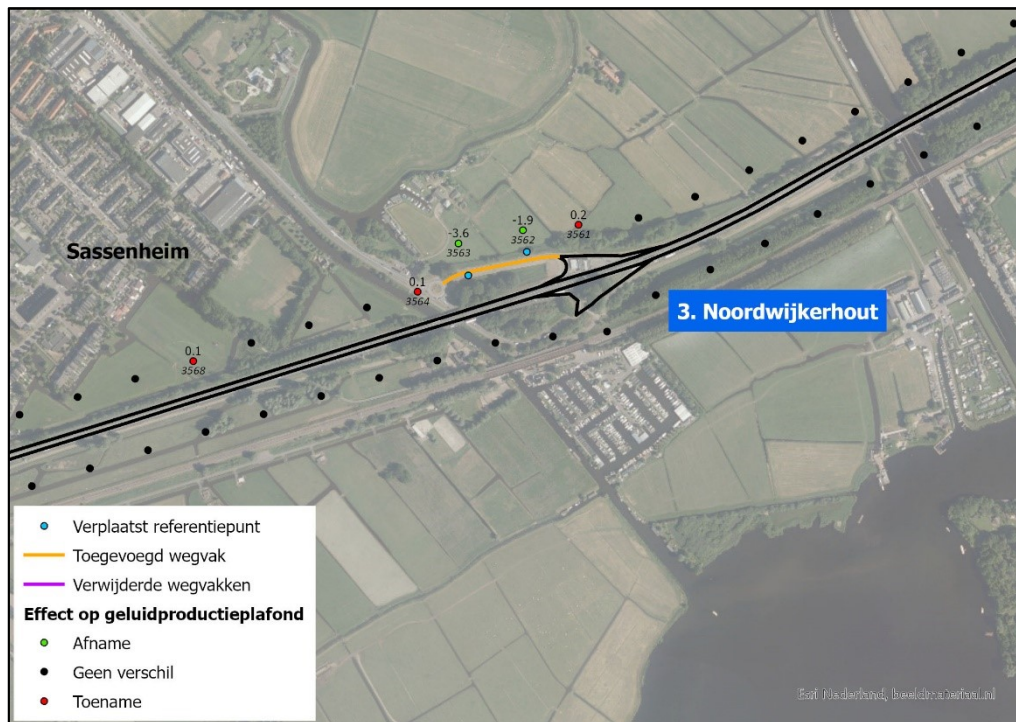 -3.6
3563
-1.9
3562
0.2
3561
Sassenheim
0.1
3564
3. Noordwijkerhout
0.1
3568
Verplaatst referentiepunt
Toegevoegd wegvak
Verwijderde wegvakken
Effect op geluidproductieplafond
Afname
Geen verschil
Toename
Esri Nederland, beeldmateriaal.nl